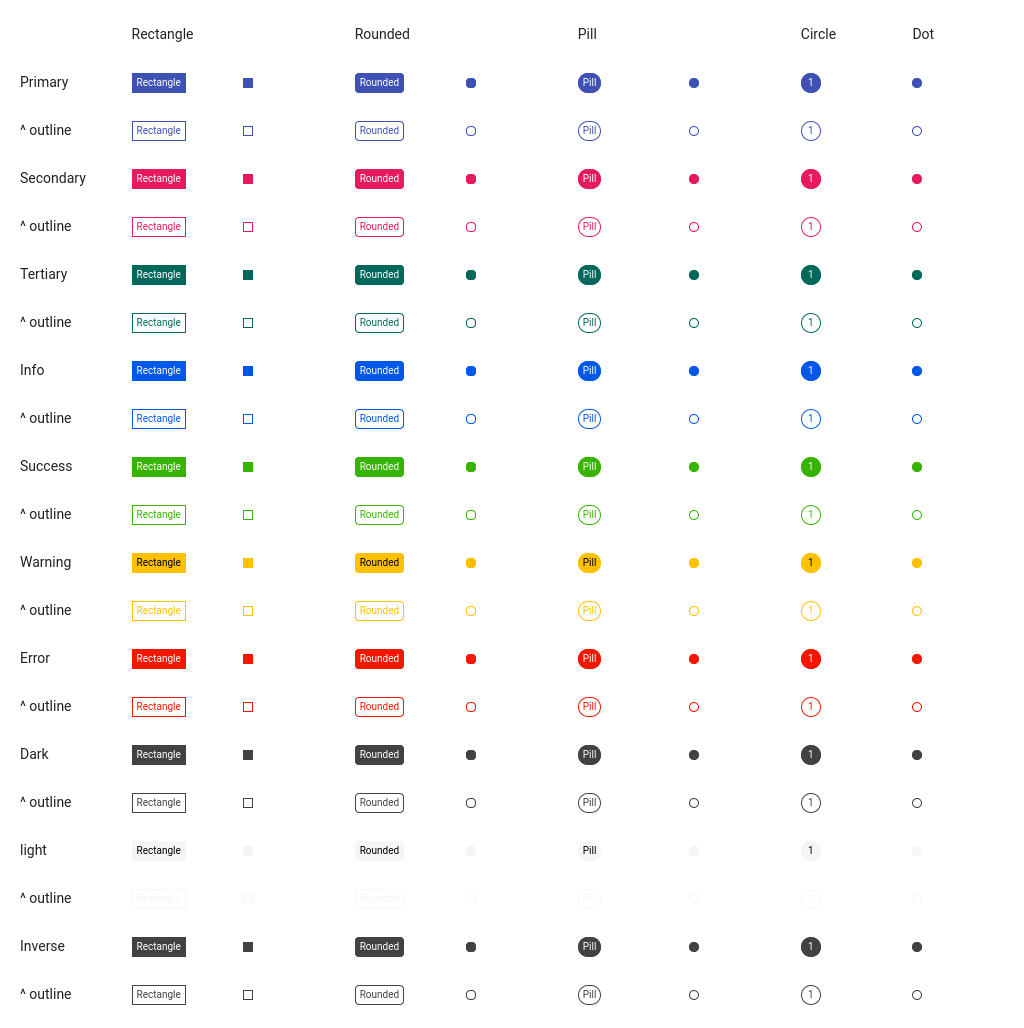 Rectangle Rounded Pill Circle Dot
Primary Rectangle Rounded Pill 1
^ outline Rectangle Rounded Pill 1
Secondary Rectangle Rounded Pill 1
^ outline Rectangle Rounded Pill 1
Tertiary Rectangle Rounded Pill 1
^ outline Rectangle Rounded Pill 1
Info Rectangle Rounded Pill 1
^ outline Rectangle Rounded Pill 1
Success Rectangle Rounded Pill 1
^ outline Rectangle Rounded Pill 1
Warning Rectangle Rounded Pill 1
^ outline Rectangle Rounded Pill 1
Error Rectangle Rounded Pill 1
^ outline Rectangle Rounded Pill 1
Dark Rectangle Rounded Pill 1
^ outline Rectangle Rounded Pill 1
light Rectangle Rounded Pill 1
^ outline Rectangle Rounded Pill 1
Inverse Rectangle Rounded Pill 1
^ outline Rectangle Rounded Pill 1